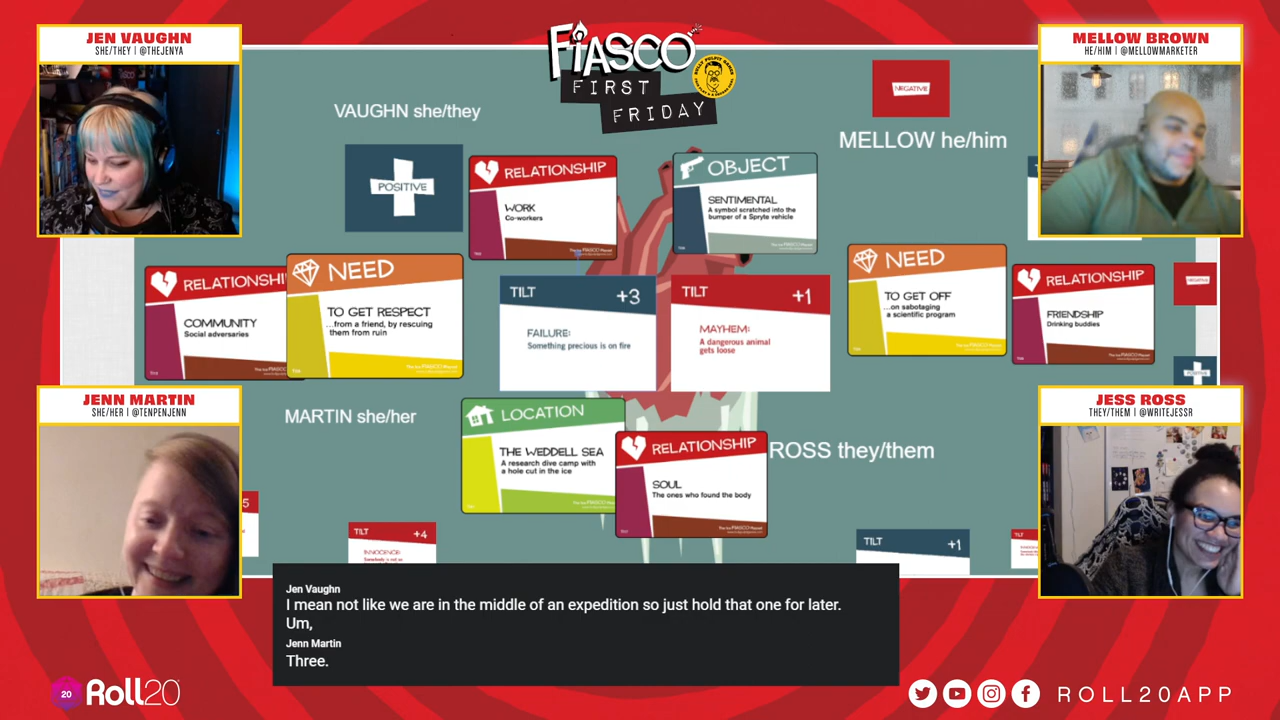 JEN VAUGHN
SHE/THEY | @THEJENYA
FIASCO
FIRST
FRIDAY
MELLOW BROWN
HE/HIM | @MELLOWMARKETER
NEGATIVE
VAUGHN she/they
MELLOW he/him
POSITIVE
RELATIONSHIP
WORK
Co-workers
OBJECT
SENTIMENTAL
A symbol scratched into the
bumper of a Spryte vehicle
RELATIONSHI
COMMUNITY
Social adversaries
NEED
TO GET RESPECT
...from a friend, by rescuing
them from ruin
TILT +3
FAILURE:
Something precious is on fire
TILT +1
MAYHEM:
A dangerous animal
gets loose
NEED
TO GET OFF
...on sabotaging
a scientific program
RELATIONSHIP
FRIENDSHIP
Drinking buddies
NEGATIVE
POSITIVE
JENN MARTIN
SHE/HER | @TENPENJENN
MARTIN she/her
LOCATION
THE WEDDELL SEA
A research dive camp with
a hole cut in the ice
RELATIONSHIP
SOUL
The ones who found the body
ROSS they/them
JESS ROSS
THEY/THEM | @WRITEJESSR
5
TILT +4
INNOCENCE:
TILT +1
TILT
Jen Vaughn
I mean not like we are in the middle of an expedition so just hold that one for later.
Um,
Jenn Martin
Three.
20 Roll20
ROLL20APP